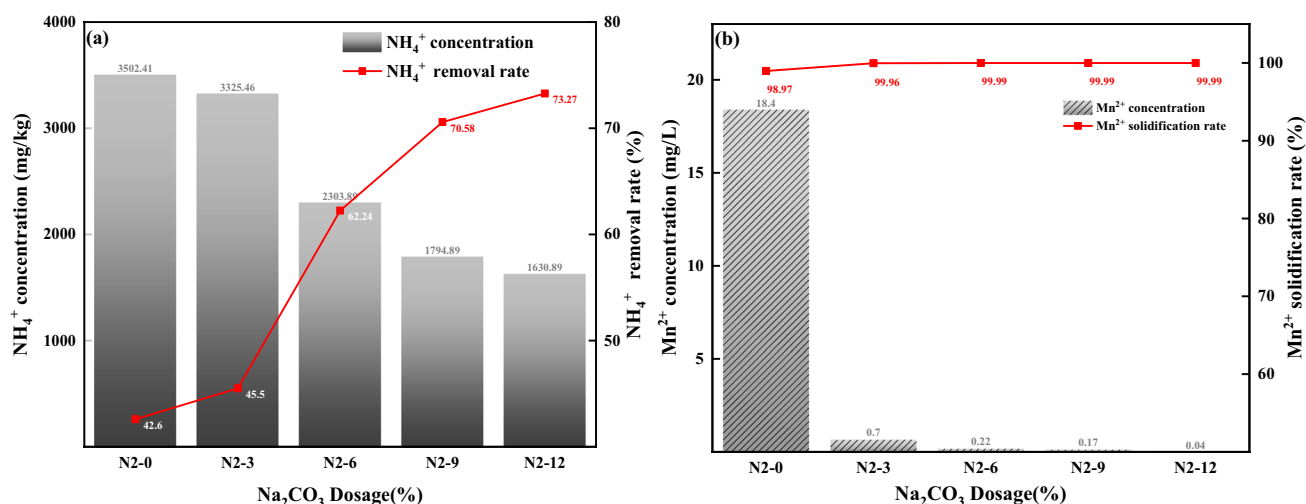 (a)
NH₄⁺ concentration
NH₄⁺ removal rate
NH₄⁺ concentration (mg/kg)
4000
3000
2000
1000
3502.41
3325.46
2303.89
1794.89
1630.89
42.6
45.5
62.24
70.58
73.27
80
70
60
50
40
NH₄⁺ removal rate (%)
N2-0 N2-3 N2-6 N2-9 N2-12
Na₂CO₃ Dosage(%)
(b)
Mn²⁺ concentration
Mn²⁺ solidification rate
Mn²⁺ concentration (mg/L)
20
15
10
5
98.97
99.96
99.99
99.99
99.99
18.4
0.7
0.22
0.17
0.04
100
90
80
70
60
Mn²⁺ solidification rate (%)
N2-0 N2-3 N2-6 N2-9 N2-12
Na₂CO₃ Dosage(%)